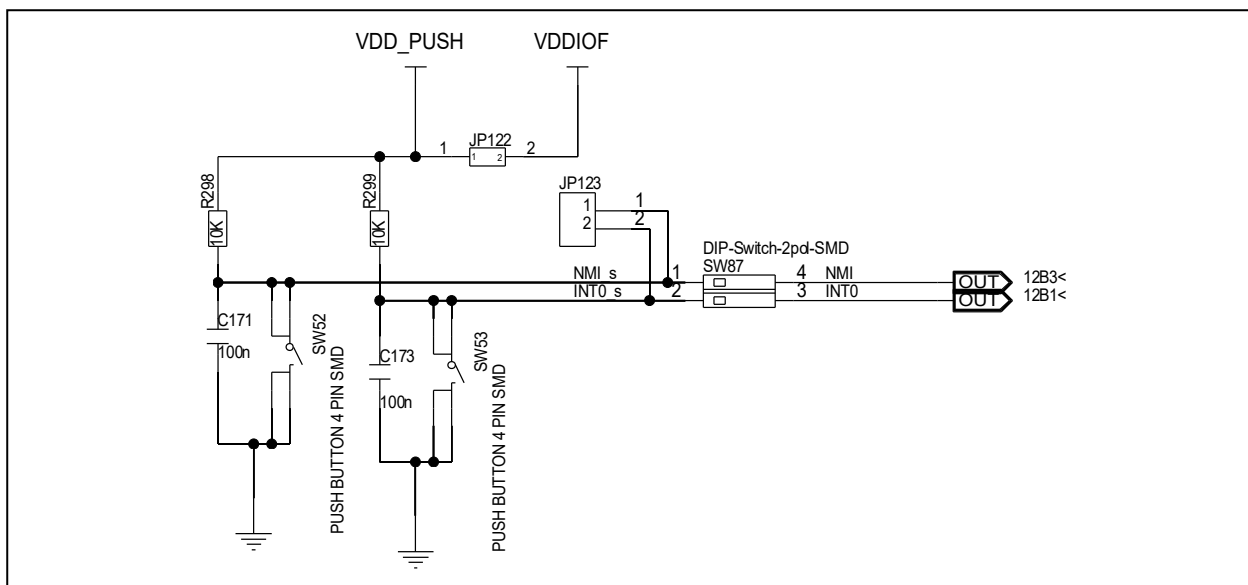 VDD_PUSH
VDDIOF
JP122
1
1 2
2
R298
10K
R299
10K
JP123
1
1
2
2
DIP-Switch-2pol-SMD
SW87
NMI_s
1
4
NMI
OUT
12B3<
INT0_s
2
3
INT0
OUT
12B1<
C171
100n
SW52
PUSH BUTTON 4 PIN SMD
C173
100n
SW53
PUSH BUTTON 4 PIN SMD